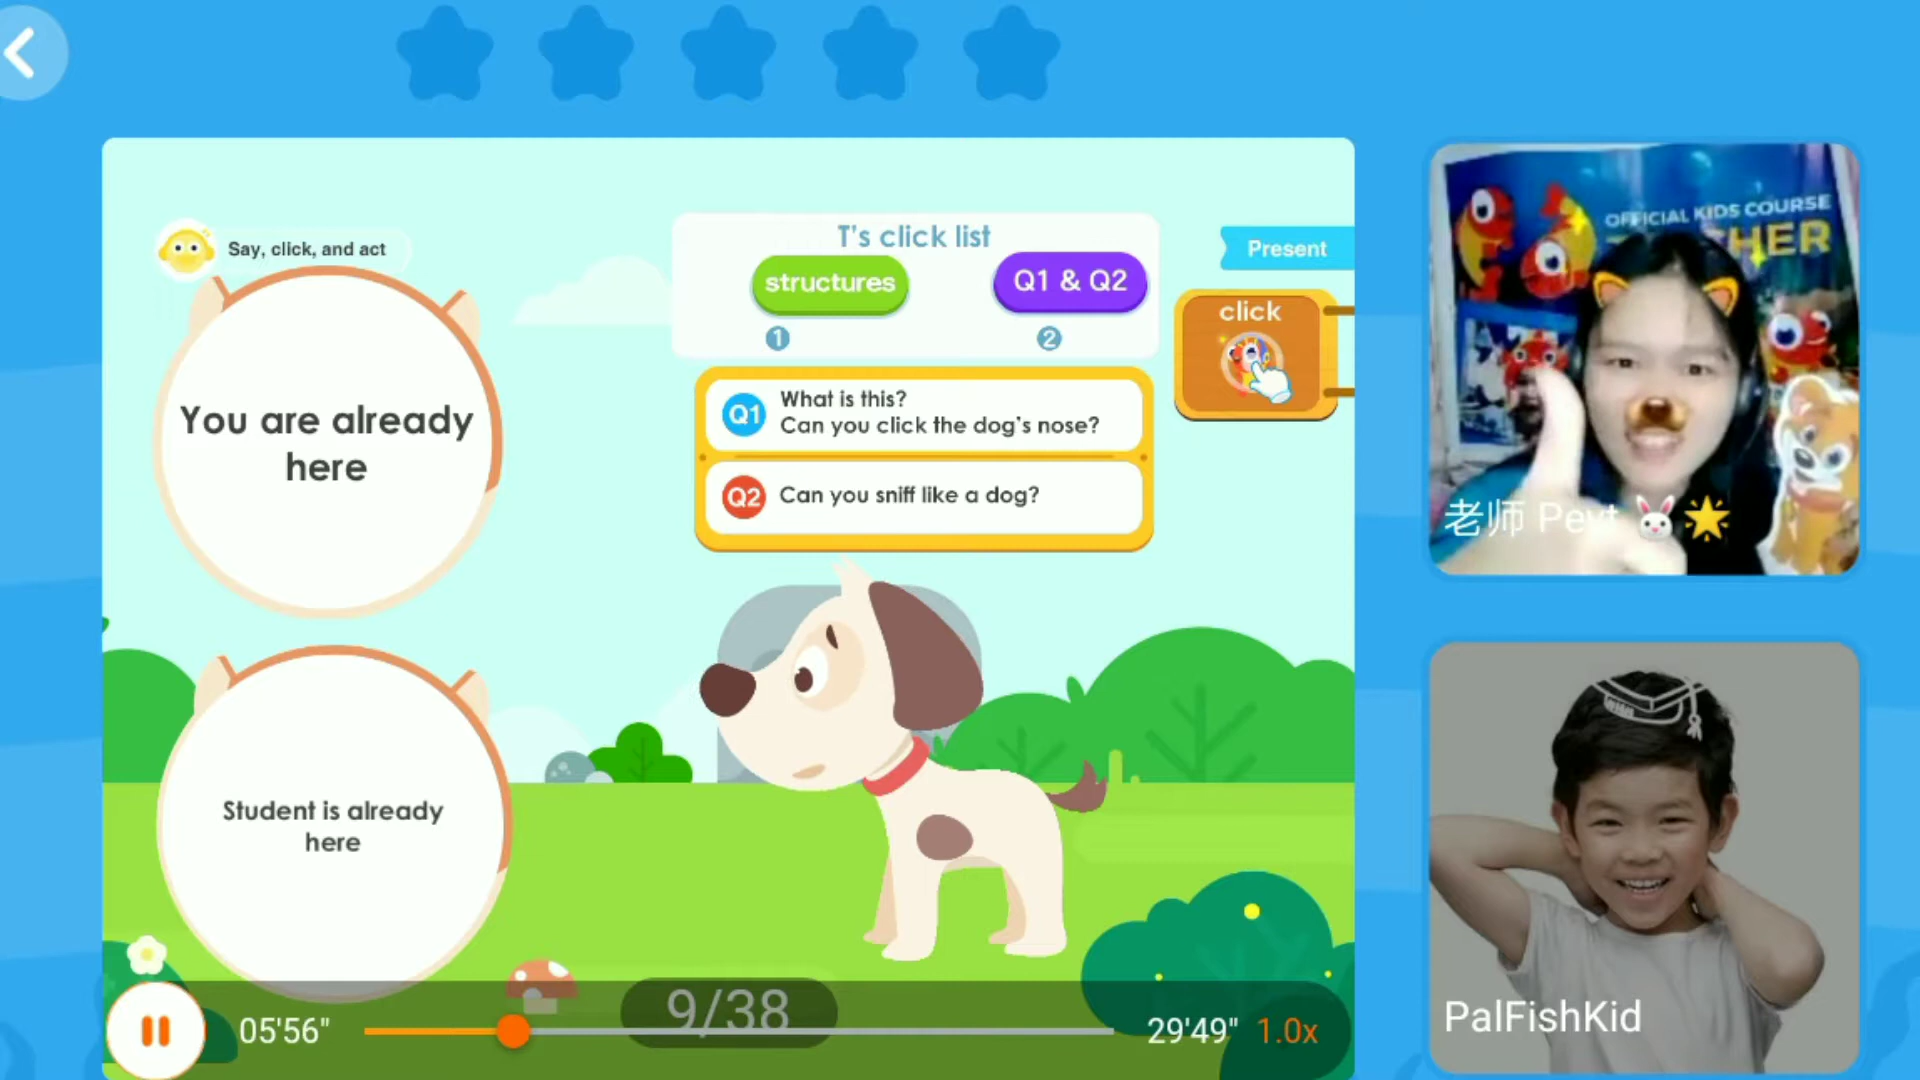 Say, click, and act
You are already
here
Student is already
here
T's click list
structures
Q1 & Q2
1
2
Present
click
Q1
What is this?
Can you click the dog's nose?
Q2
Can you sniff like a dog?
9/38
05'56"
29'49"
1.0x
OFFICIAL KIDS COURSE
老师 Peyt 🐰🌟
PalFishKid